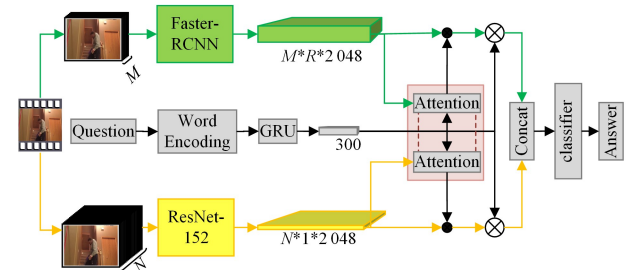 Faster-
RCNN
M
M*R*2 048
Attention
Question
Word
Encoding
GRU
300
Concat
classifier
Answer
Attention
ResNet-
152
N
N*1*2 048